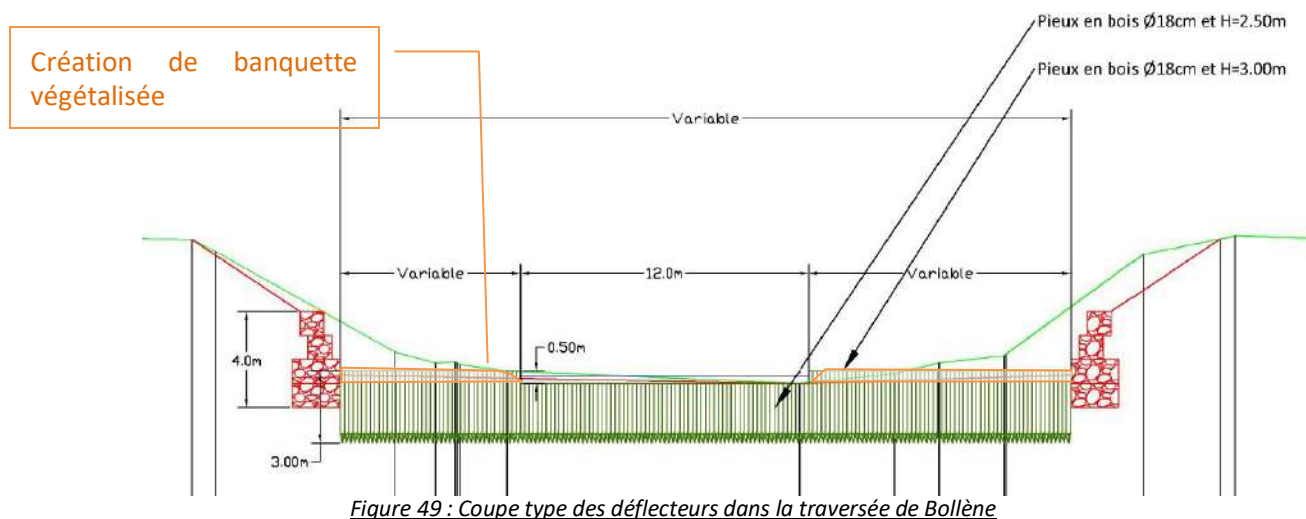 Pieux en bois Ø18cm et H=2.50m
Création de banquette
végétalisée
Pieux en bois Ø18cm et H=3.00m
Variable
Variable
12.0m
Variable
4.0m
0.50m
3.00m
Figure 49 : Coupe type des déflecteurs dans la traversée de Bollène